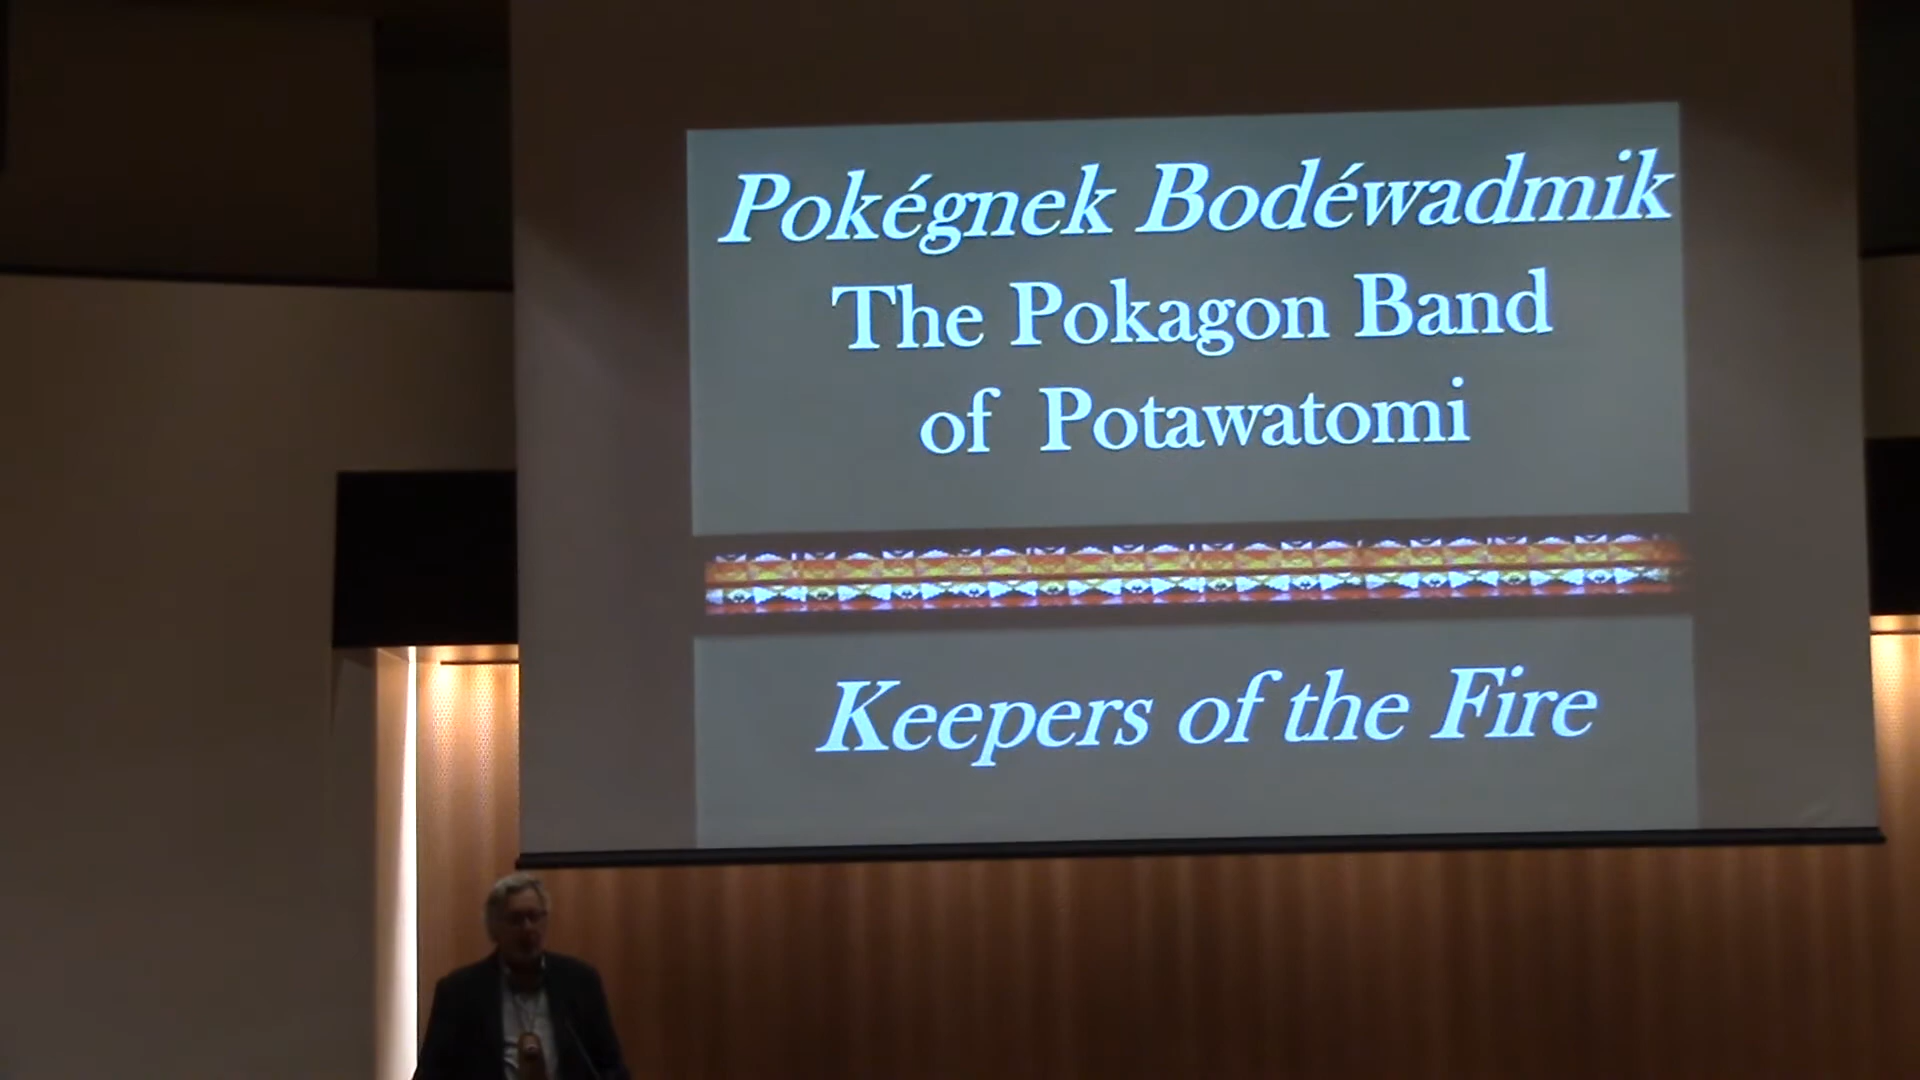 Pokégnek Bodéwadmik
The Pokagon Band
of Potawatomi
Keepers of the Fire